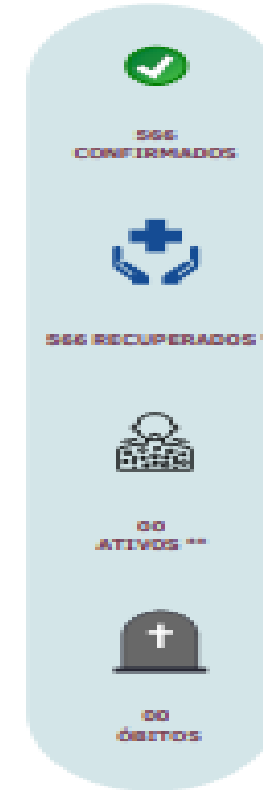 566
CONFIRMADOS
566 RECUPERADOS *
00
ATIVOS **
00
ÓBITOS